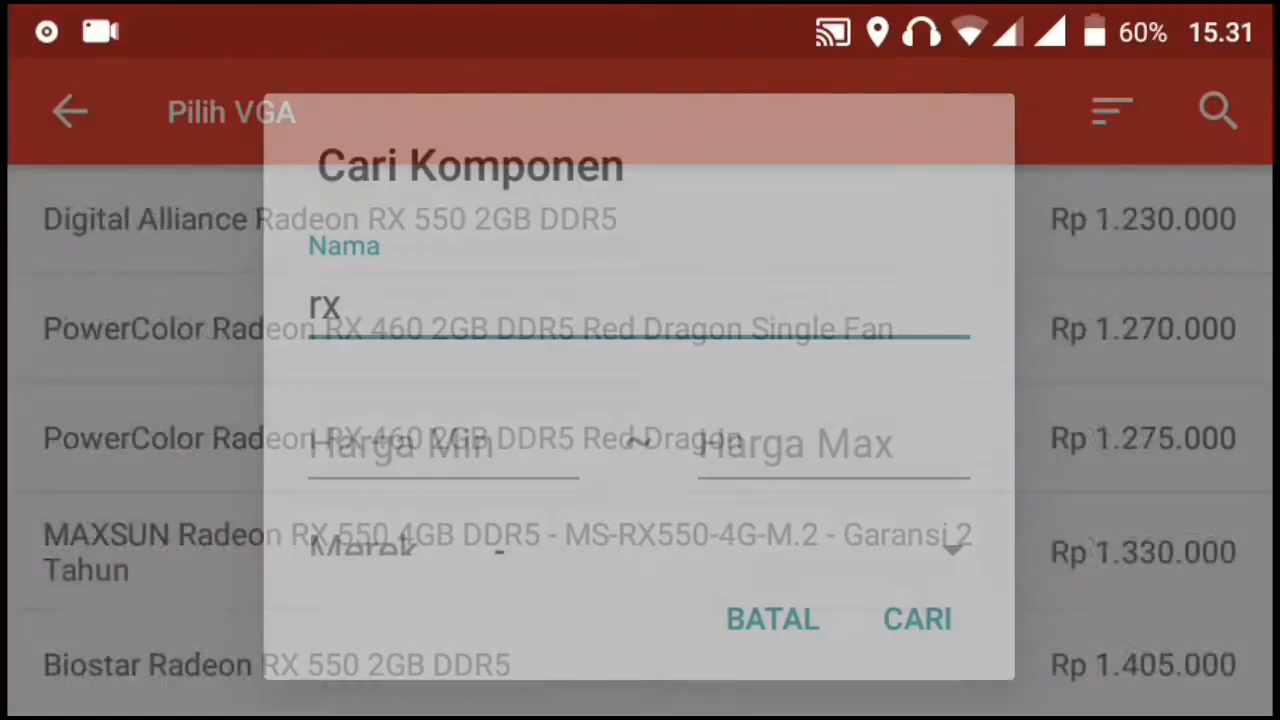 60% 15.31
Pilih VGA
Cari Komponen
Digital Alliance Radeon RX 550 2GB DDR5 Rp 1.230.000
Nama
rx
PowerColor Radeon RX 460 2GB DDR5 Red Dragon Single Fan Rp 1.270.000
PowerColor Radeon RX 460 2GB DDR5 Red Dragon Rp 1.275.000
Harga Min ~ Harga Max
MAXSUN Radeon RX 550 4GB DDR5 - MS-RX550-4G-M.2 - Garansi 2
Tahun Rp 1.330.000
Merek -
BATAL CARI
Biostar Radeon RX 550 2GB DDR5 Rp 1.405.000